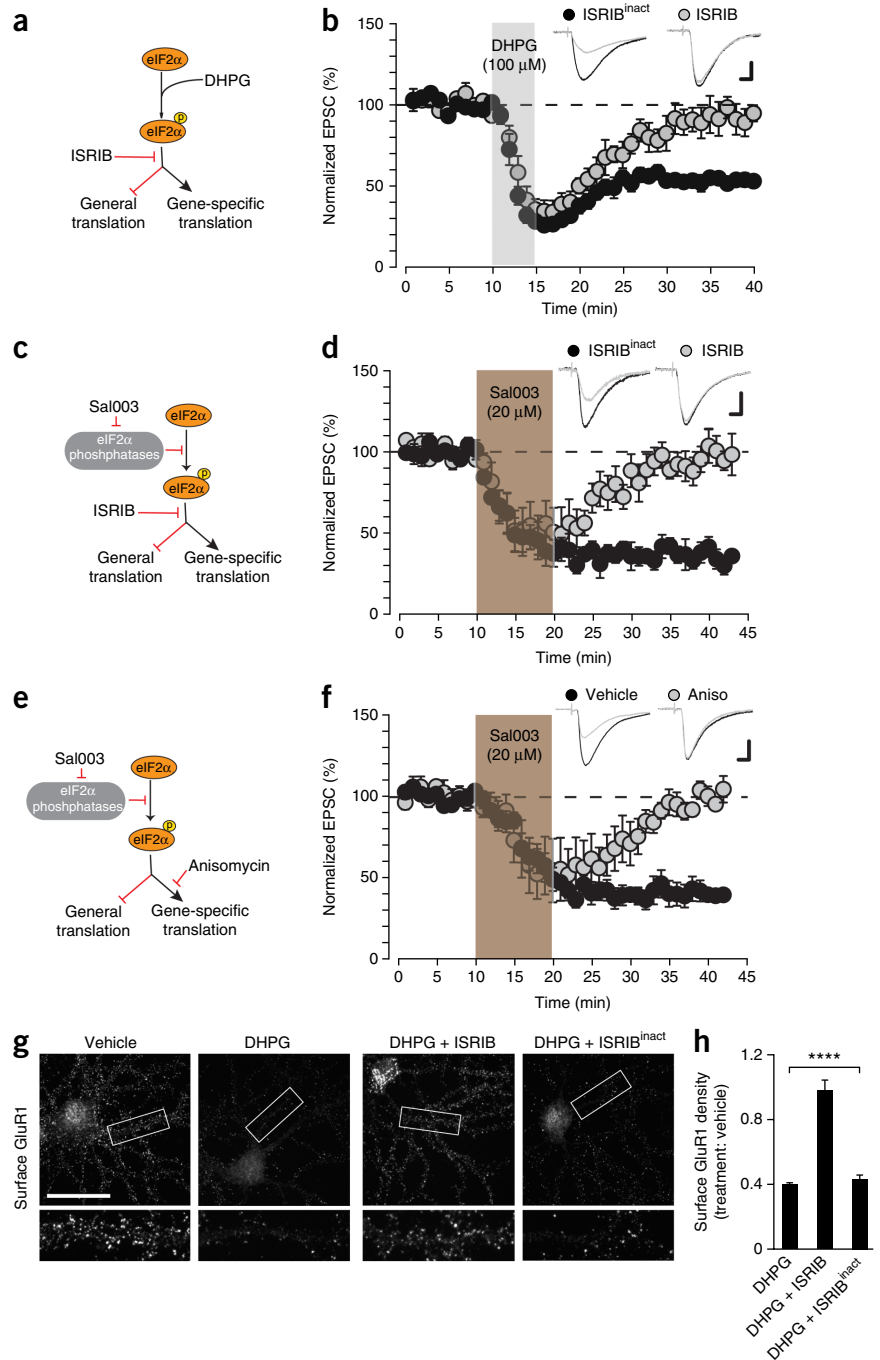 a
eIF2α
DHPG
p
eIF2α
ISRIB
General translation
Gene-specific translation
b
ISRIB^inact
ISRIB
DHPG
(100 μM)
Normalized EPSC (%)
150
100
50
0
0 5 10 15 20 25 30 35 40
Time (min)
c
Sal003
eIF2α
phoshphatases
eIF2α
p
eIF2α
ISRIB
General translation
Gene-specific translation
d
ISRIB^inact
ISRIB
Sal003
(20 μM)
Normalized EPSC (%)
150
100
50
0
0 5 10 15 20 25 30 35 40 45
Time (min)
e
Sal003
eIF2α
phoshphatases
eIF2α
p
eIF2α
Anisomycin
General translation
Gene-specific translation
f
Vehicle
Aniso
Sal003
(20 μM)
Normalized EPSC (%)
150
100
50
0
0 5 10 15 20 25 30 35 40 45
Time (min)
g
Vehicle
DHPG
DHPG + ISRIB
DHPG + ISRIB^inact
Surface GluR1
h
****
Surface GluR1 density
(treatment: vehicle)
1.2
0.8
0.4
0
DHPG
DHPG + ISRIB
DHPG + ISRIB^inact